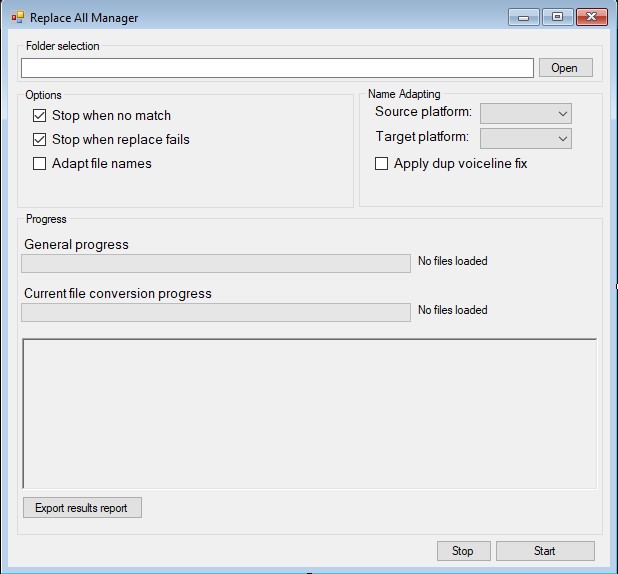 Replace All Manager
Folder selection
Open
Options
Stop when no match
Stop when replace fails
Adapt file names
Name Adapting
Source platform:
Target platform:
Apply dup voiceline fix
Progress
General progress
No files loaded
Current file conversion progress
No files loaded
Export results report
Stop
Start